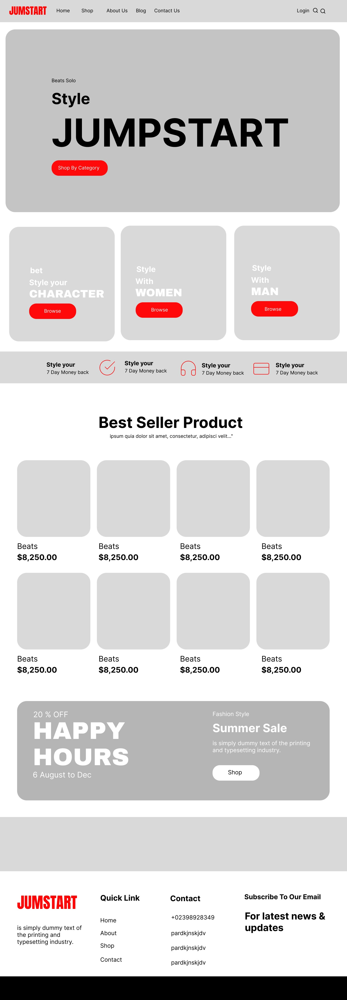 JUMSTART
Home Shop About Us Blog Contact Us Login
Beats Solo
Style
JUMPSTART
Shop By Category
bet
Style your
CHARACTER
Browse
Style
With
WOMEN
Browse
Style
With
MAN
Browse
Style your
7 Day Money back
Style your
7 Day Money back
Style your
7 Day Money back
Style your
7 Day Money back
Best Seller Product
ipsum quia dolor sit amet, consectetur, adipisci velit..."
Beats
$8,250.00
Beats
$8,250.00
Beats
$8,250.00
Beats
$8,250.00
Beats
$8,250.00
Beats
$8,250.00
Beats
$8,250.00
Beats
$8,250.00
20 % OFF
HAPPY
HOURS
6 August to Dec
Fashion Style
Summer Sale
is simply dummy text of the printing
and typesetting industry.
Shop
JUMSTART
is simply dummy text of
the printing and
typesetting industry.
Quick Link
Home
About
Shop
Contact
Contact
+02398928349
pardkjnskjdv
pardkjnskjdv
pardkjnskjdv
Subscribe To Our Email
For latest news &
updates